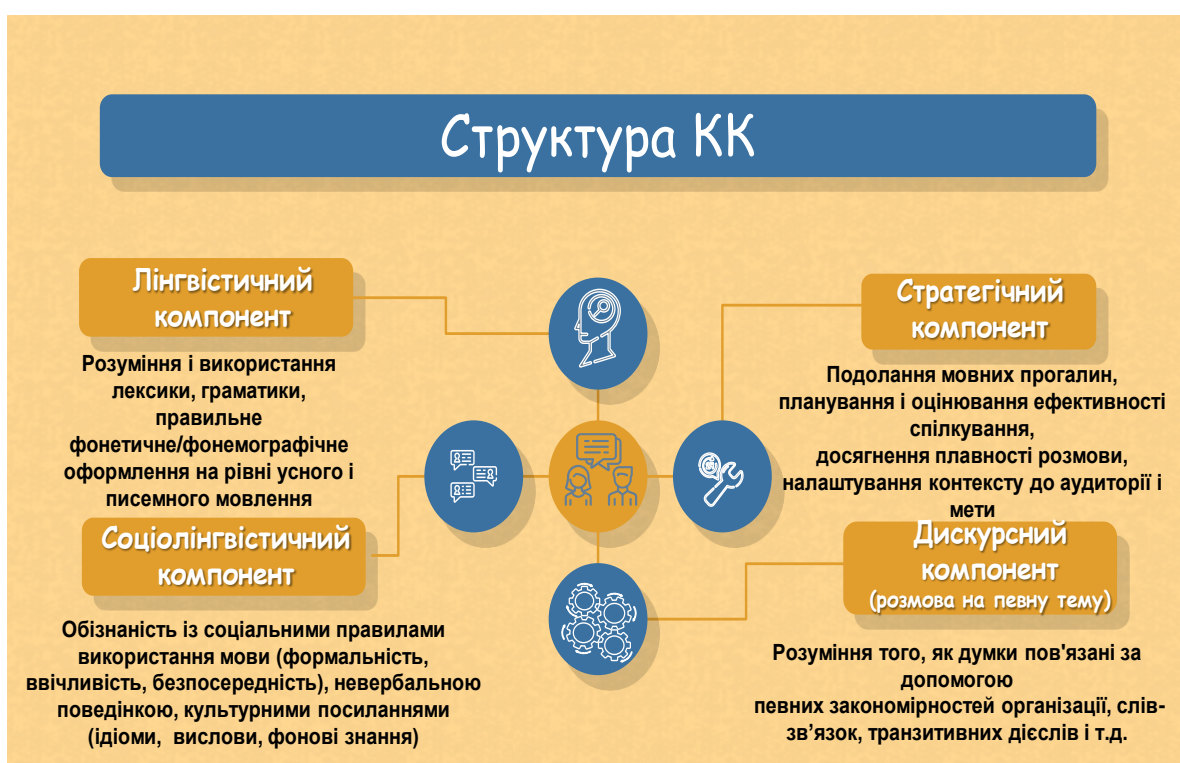 Структура КК
Лінгвістичний
компонент
Розуміння і використання
лексики, граматики,
правильне
фонетичне/фонемографічне
оформлення на рівні усного і
писемного мовлення
Соціолінгвістичний
компонент
Обізнаність із соціальними правилами
використання мови (формальність,
ввічливість, безпосередність), невербальною
поведінкою, культурними посиланнями
(ідіоми, вислови, фонові знання)
Стратегічний
компонент
Подолання мовних прогалин,
планування і оцінювання ефективності
спілкування,
досягнення плавності розмови,
налаштування контексту до аудиторії і
мети
Дискурсний
компонент
(розмова на певну тему)
Розуміння того, як думки пов'язані за
допомогою
певних закономірностей організації, слів-
зв’язок, транзитивних дієслів і т.д.